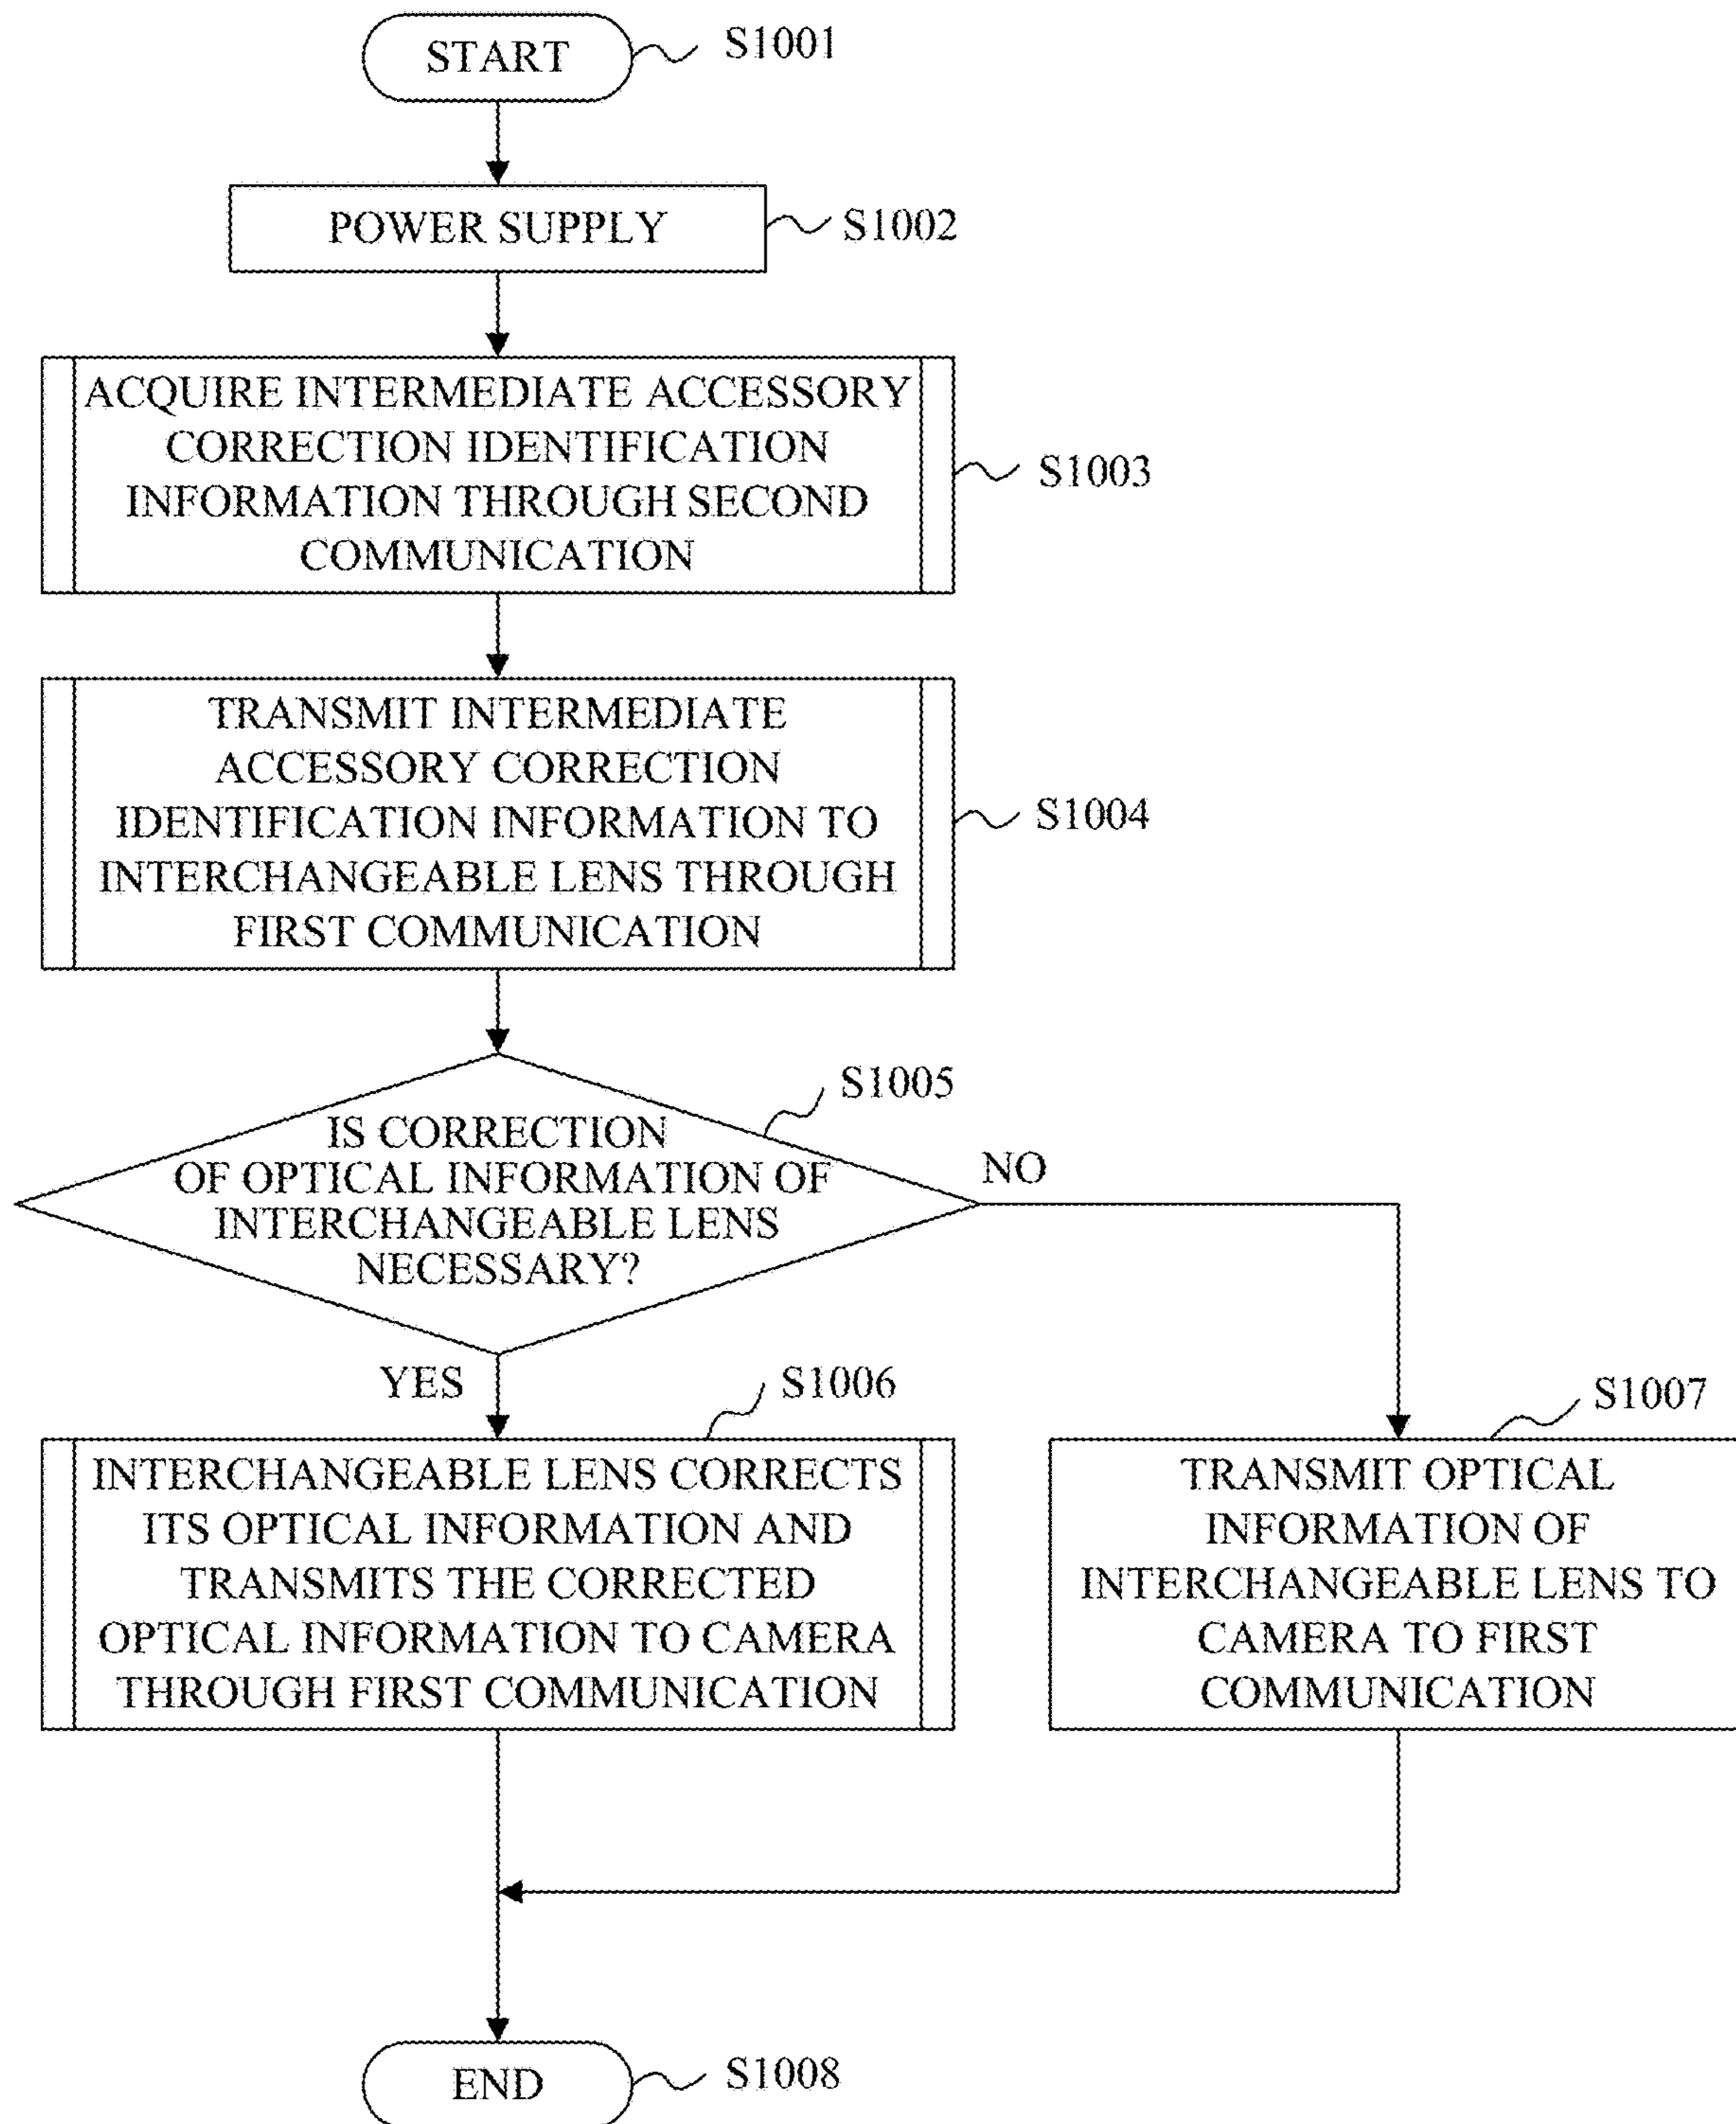 START
S1001
POWER SUPPLY
S1002
ACQUIRE INTERMEDIATE ACCESSORY
CORRECTION IDENTIFICATION
INFORMATION THROUGH SECOND
COMMUNICATION
S1003
TRANSMIT INTERMEDIATE
ACCESSORY CORRECTION
IDENTIFICATION INFORMATION TO
INTERCHANGEABLE LENS THROUGH
FIRST COMMUNICATION
S1004
S1005
IS CORRECTION
OF OPTICAL INFORMATION OF
INTERCHANGEABLE LENS
NECESSARY?
NO
YES
S1006
INTERCHANGEABLE LENS CORRECTS
ITS OPTICAL INFORMATION AND
TRANSMITS THE CORRECTED
OPTICAL INFORMATION TO CAMERA
THROUGH FIRST COMMUNICATION
S1007
TRANSMIT OPTICAL
INFORMATION OF
INTERCHANGEABLE LENS TO
CAMERA TO FIRST
COMMUNICATION
END
S1008